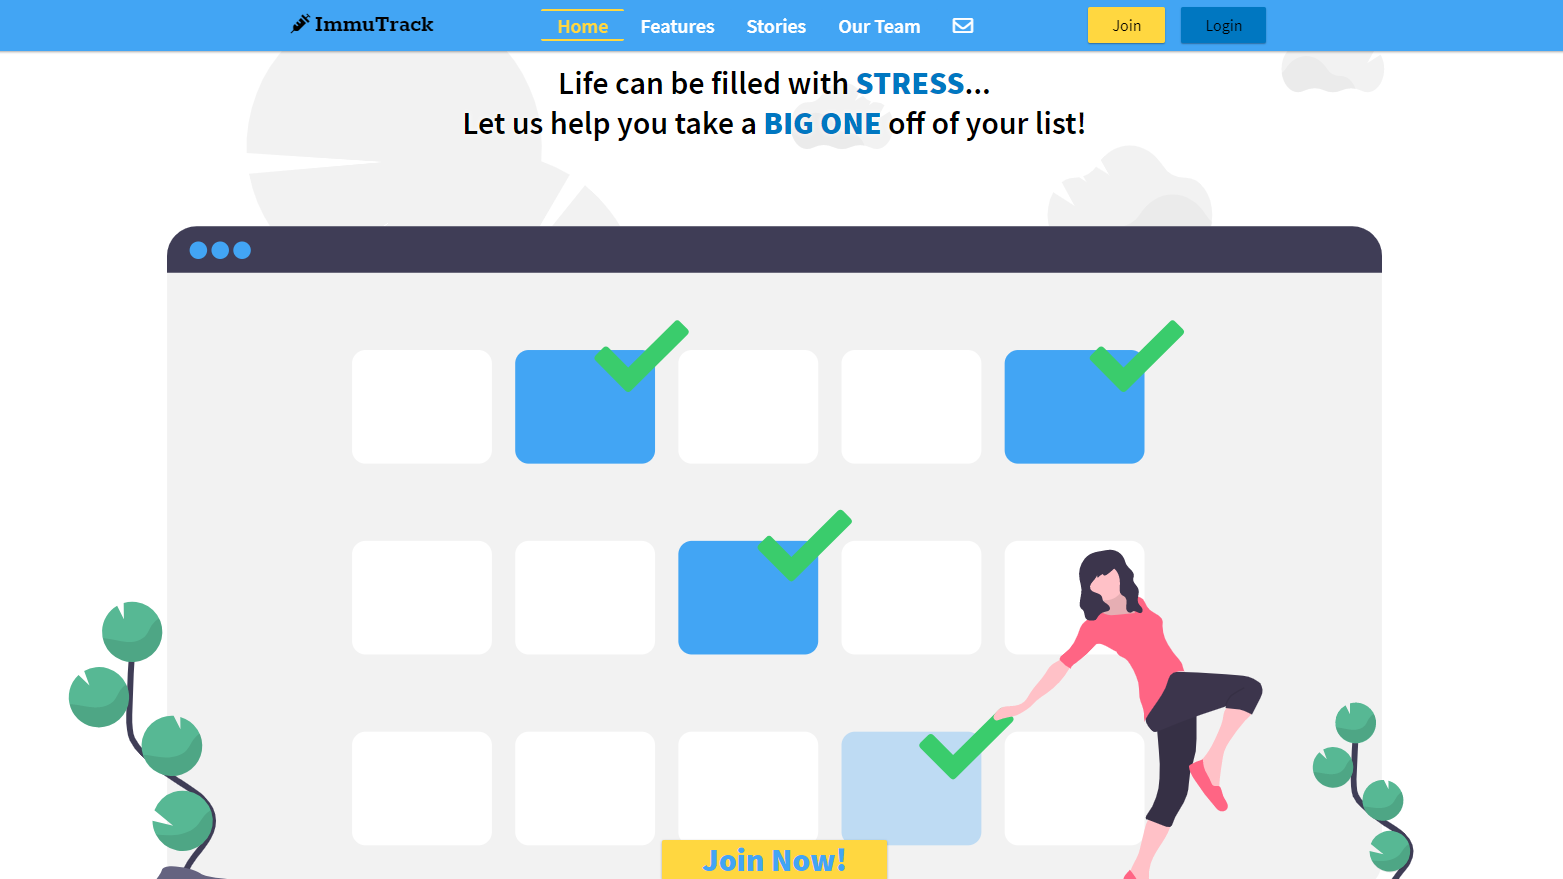 ImmuTrack
Home Features Stories Our Team
Join Login
Life can be filled with STRESS...
Let us help you take a BIG ONE off of your list!
Join Now!